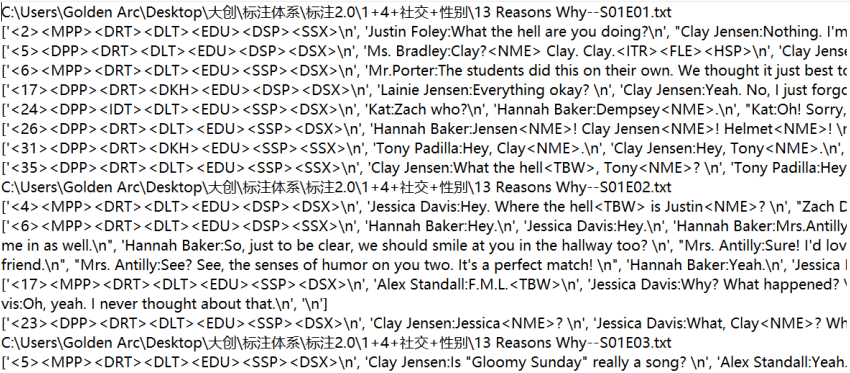 C:\Users\Golden Arc\Desktop\大创\标注体系\标注2.0\1+4+社交+性别\13 Reasons Why--S01E01.txt
['<2><MPP><DRT><DLT><EDU><DSP><SSX>\n', 'Justin Foley:What the hell are you doing?\n', "Clay Jensen:Nothing. I'm
['<5><DPP><DRT><DLT><EDU><DSP><DSX>\n', 'Ms. Bradley:Clay?<NME> Clay. Clay.<ITR><FLE><HSP>\n', 'Clay Jense
['<6><MPP><DRT><DLT><EDU><SSP><DSX>\n', 'Mr.Porter:The students did this on their own. We thought it just best to
['<17><DPP><DRT><DKH><EDU><DSP><DSX>\n', 'Lainie Jensen:Everything okay? \n', 'Clay Jensen:Yeah. No, I just forgo
['<24><DPP><IDT><DLT><EDU><SSP><DSX>\n', 'Kat:Zach who?\n', 'Hannah Baker:Dempsey<NME>.\n', "Kat:Oh! Sorry,
['<26><DPP><DRT><DLT><EDU><SSP><DSX>\n', 'Hannah Baker:Jensen<NME>! Clay Jensen<NME>! Helmet<NME>! \n
['<31><DPP><DRT><DKH><EDU><SSP><SSX>\n', 'Tony Padilla:Hey, Clay<NME>.\n', 'Clay Jensen:Hey, Tony<NME>.\n',
['<35><DPP><DRT><DLT><EDU><SSP><SSX>\n', 'Clay Jensen:What the hell<TBW>, Tony<NME>? \n', 'Tony Padilla:Hey
C:\Users\Golden Arc\Desktop\大创\标注体系\标注2.0\1+4+社交+性别\13 Reasons Why--S01E02.txt
['<4><MPP><DRT><DLT><EDU><SSP><DSX>\n', 'Jessica Davis:Hey. Where the hell<TBW> is Justin<NME>? \n', "Zach D
['<6><MPP><DRT><DLT><EDU><SSP><SSX>\n', 'Hannah Baker:Hey.\n', 'Jessica Davis:Hey.\n', 'Hannah Baker:Mrs.Antilly
me in as well.\n", 'Hannah Baker:So, just to be clear, we should smile at you in the hallway too? \n', "Mrs. Antilly:Sure! I'd lov
friend.\n", "Mrs. Antilly:See? See, the senses of humor on you two. It's a perfect match! \n", 'Hannah Baker:Yeah.\n', 'Jessica I
['<17><MPP><DRT><DLT><EDU><SSP><DSX>\n', 'Alex Standall:F.M.L.<TBW>\n', 'Jessica Davis:Why? What happened? \
vis:Oh, yeah. I never thought about that.\n', '\n']
['<23><DPP><DRT><DLT><EDU><SSP><DSX>\n', 'Clay Jensen:Jessica<NME>? \n', 'Jessica Davis:What, Clay<NME>? Wh
C:\Users\Golden Arc\Desktop\大创\标注体系\标注2.0\1+4+社交+性别\13 Reasons Why--S01E03.txt
['<5><MPP><DRT><DLT><EDU><SSP><DSX>\n', 'Clay Jensen:Is "Gloomy Sunday" really a song? \n', 'Alex Standall:Yeah.